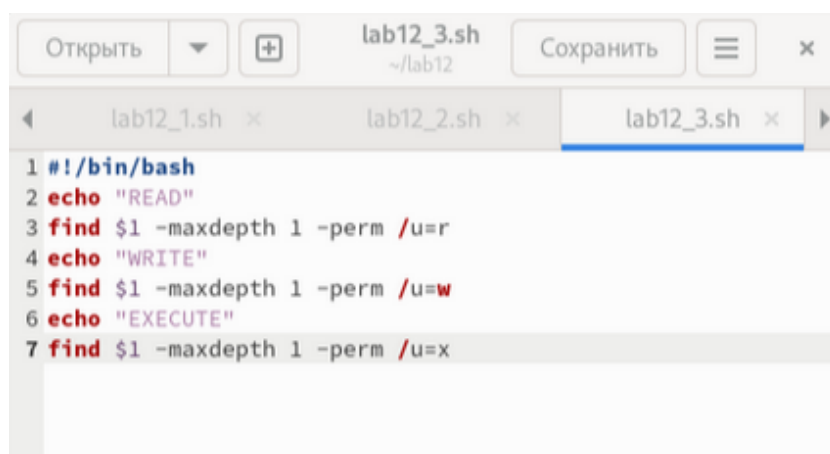 Открыть
lab12_3.sh
~/lab12
Сохранить
lab12_1.sh × lab12_2.sh × lab12_3.sh ×
1 #!/bin/bash
2 echo "READ"
3 find $1 -maxdepth 1 -perm /u=r
4 echo "WRITE"
5 find $1 -maxdepth 1 -perm /u=w
6 echo "EXECUTE"
7 find $1 -maxdepth 1 -perm /u=x